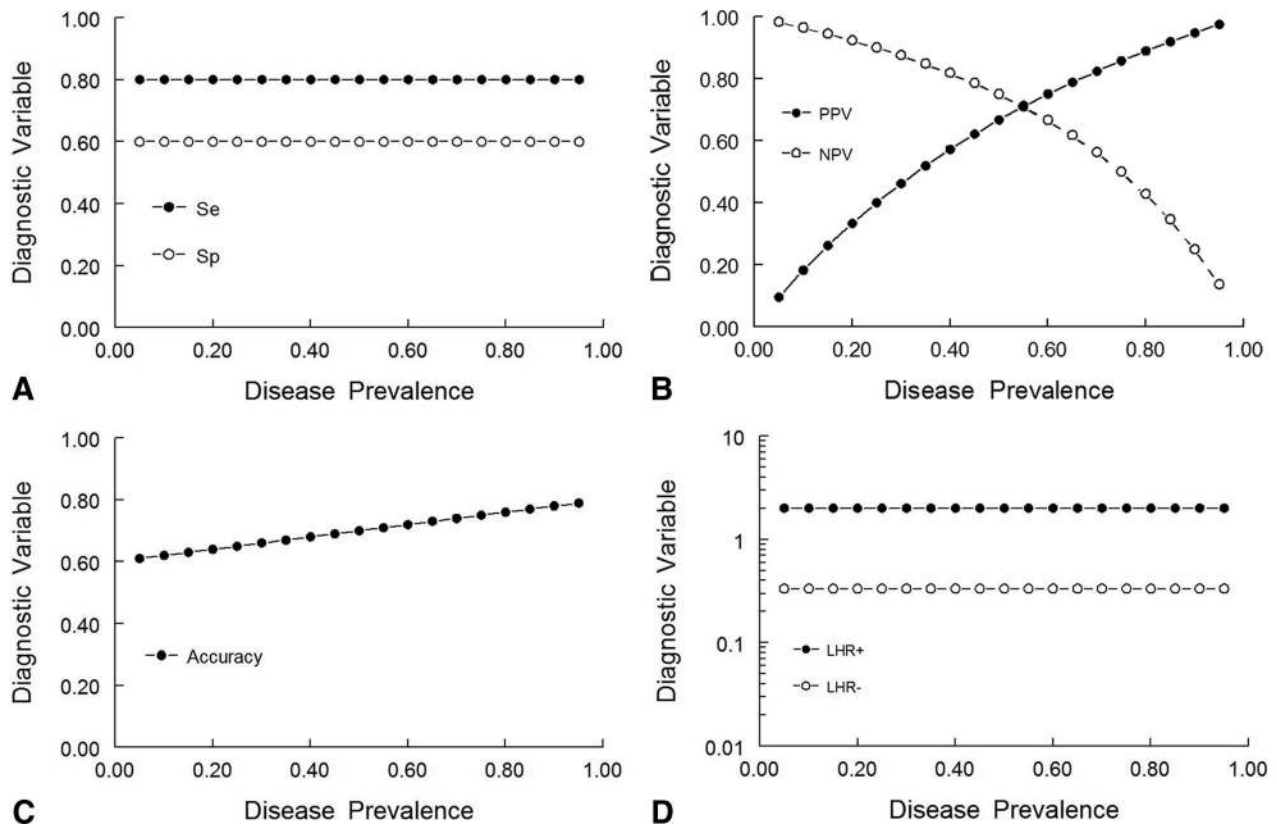 1.00
0.80
0.60
0.40
0.20
0.00
Diagnostic Variable
Se
Sp
0.00 0.20 0.40 0.60 0.80 1.00
Disease Prevalence
A
1.00
0.80
0.60
0.40
0.20
0.00
Diagnostic Variable
PPV
NPV
0.00 0.20 0.40 0.60 0.80 1.00
Disease Prevalence
B
1.00
0.80
0.60
0.40
0.20
0.00
Diagnostic Variable
Accuracy
0.00 0.20 0.40 0.60 0.80 1.00
Disease Prevalence
C
10
1
0.1
0.01
Diagnostic Variable
LHR+
LHR-
0.00 0.20 0.40 0.60 0.80 1.00
Disease Prevalence
D